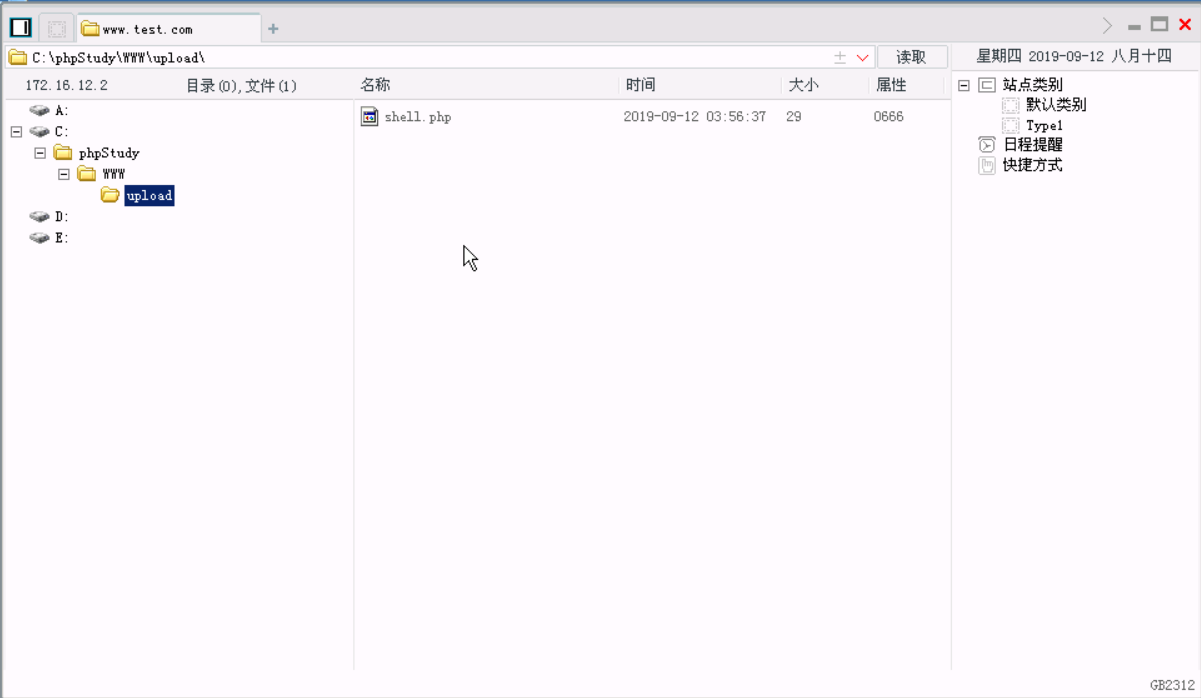 www.test.com
C:\phpStudy\WWW\upload\ 读取 星期四 2019-09-12 八月十四
172.16.12.2 目录(0),文件(1) 名称 时间 大小 属性
站点类别
A: shell.php 2019-09-12 03:56:37 29 0666
默认类别
C:
Type1
phpStudy
日程提醒
WWW
快捷方式
upload
D:
E:
GB2312